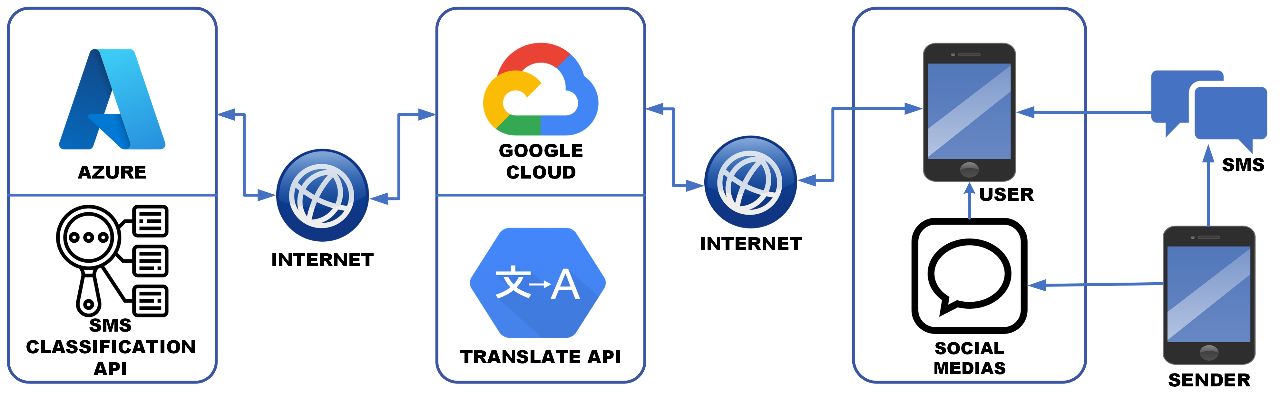 AZURE
SMS
CLASSIFICATION
API
INTERNET
GOOGLE
CLOUD
文→A
TRANSLATE API
INTERNET
USER
SOCIAL
MEDIAS
SMS
SENDER